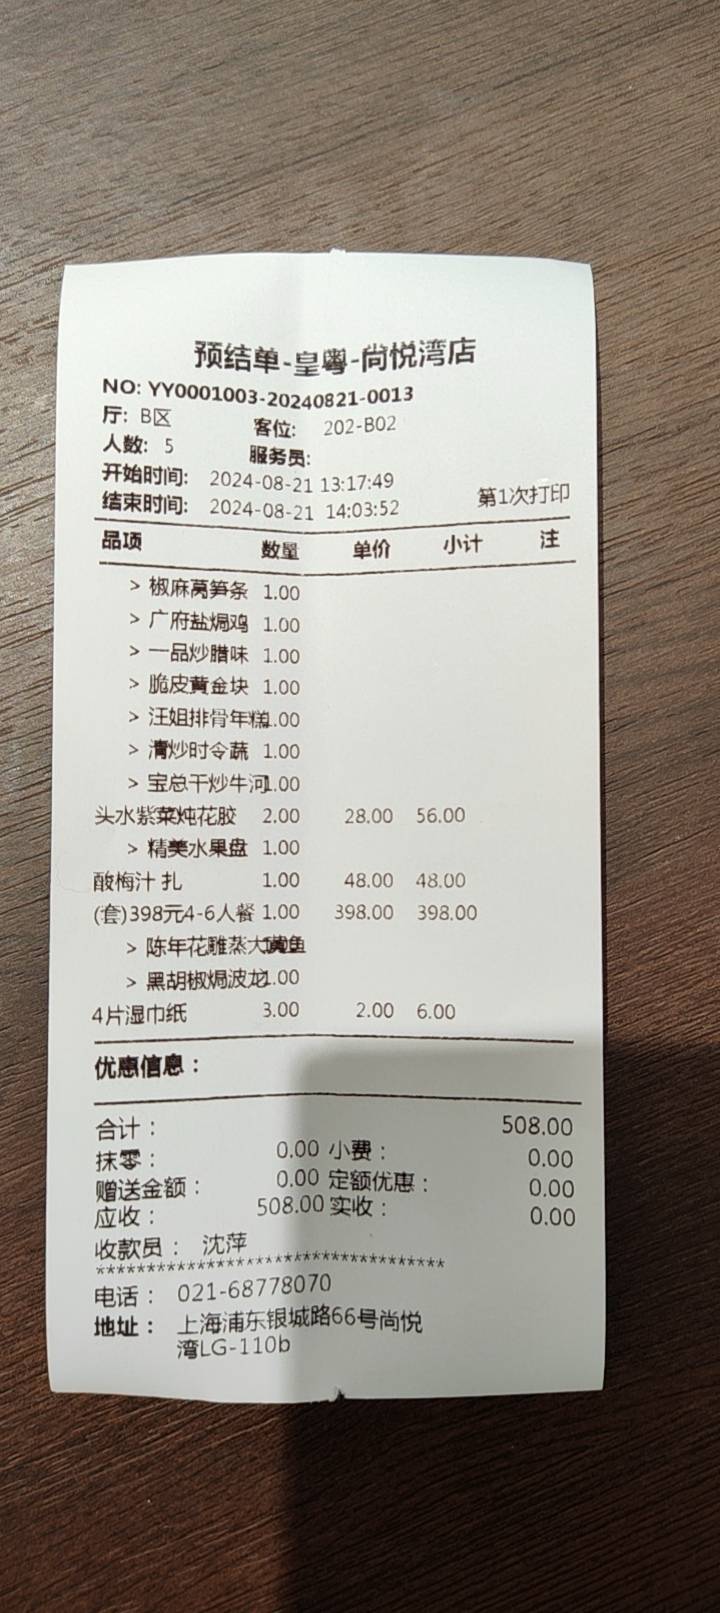 预结单-皇粤-尚悦湾店
NO: YY0001003-20240821-0013
厅: B区 客位: 202-B02
人数: 5 服务员:
开始时间: 2024-08-21 13:17:49
结束时间: 2024-08-21 14:03:52 第1次打印
品项 数量 单价 小计 注
> 椒麻莴笋条 1.00
> 广府盐焗鸡 1.00
> 一品炒腊味 1.00
> 脆皮黄金块 1.00
> 汪姐排骨年糕1.00
> 清炒时令蔬 1.00
> 宝总干炒牛河1.00
头水紫菜炖花胶 2.00 28.00 56.00
> 精美水果盘 1.00
酸梅汁 扎 1.00 48.00 48.00
(套)398元4-6人餐 1.00 398.00 398.00
> 陈年花雕蒸大黄鱼
> 黑胡椒焗波龙1.00
4片湿巾纸 3.00 2.00 6.00
优惠信息：
合计： 508.00
抹零： 0.00 小费： 0.00
赠送金额： 0.00 定额优惠： 0.00
应收： 508.00 实收： 0.00
收款员： 沈萍
**********************************
电话： 021-68778070
地址： 上海浦东银城路66号尚悦
湾LG-110b